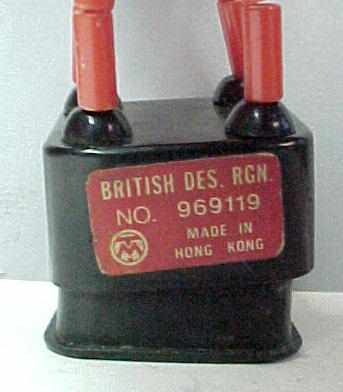 BRITISH DES. RGN.
NO. 969119
MADE IN
HONG KONG